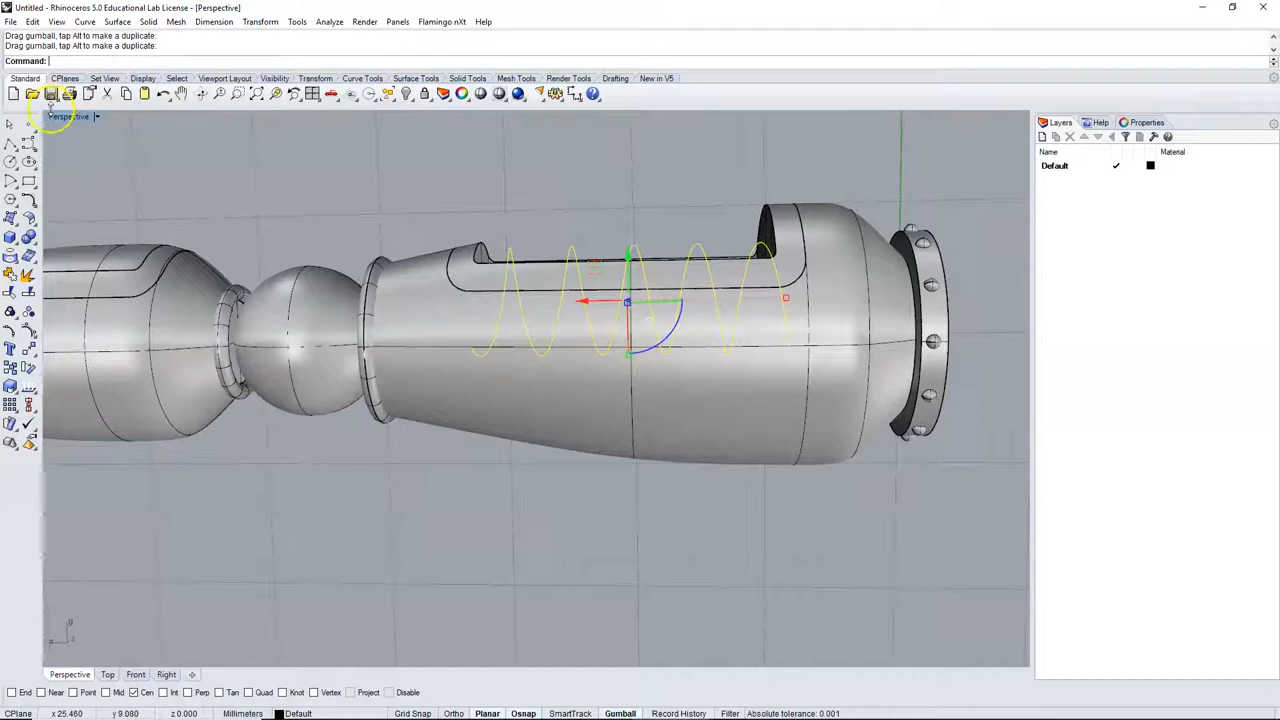 Untitled - Rhinoceros 5.0 Educational Lab License - [Perspective]
File Edit View Curve Surface Solid Mesh Dimension Transform Tools Analyze Render Panels Flamingo nXt Help
Drag gumball, tap Alt to make a duplicate:
Drag gumball, tap Alt to make a duplicate:
Command:
Standard CPlanes Set View Display Select Viewport Layout Visibility Transform Curve Tools Surface Tools Solid Tools Mesh Tools Render Tools Drafting New in V5
Perspective
Layers Help Properties
Name Material
Default
y
x z
Perspective Top Front Right
End Near Point Mid Cen Int Perp Tan Quad Knot Vertex Project Disable
CPlane x 25.460 y 9.080 z 0.000 Millimeters Default Grid Snap Ortho Planar Osnap SmartTrack Gumball Record History Filter Absolute tolerance: 0.001